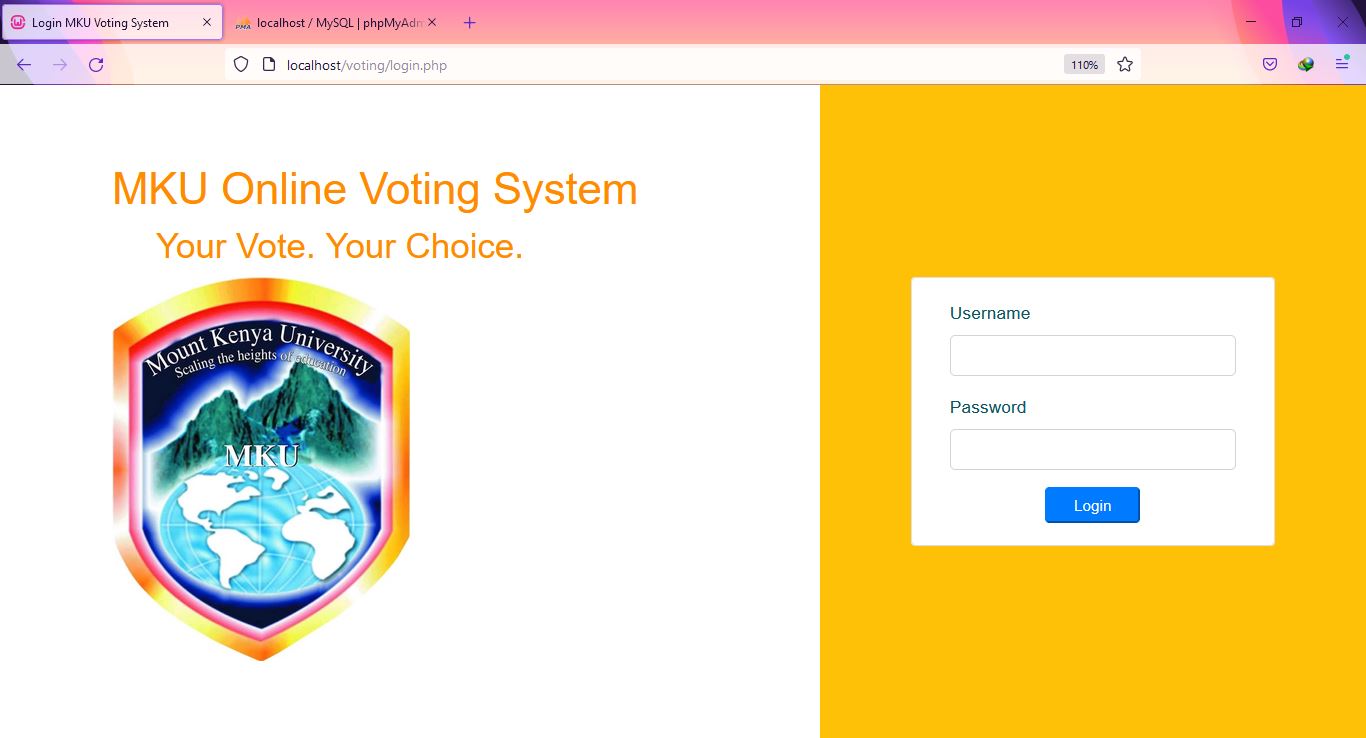 Login MKU Voting System
localhost / MySQL | phpMyAdm
localhost/voting/login.php
110%
MKU Online Voting System
Your Vote. Your Choice.
Mount Kenya University
Scaling the heights of education
MKU
Username
Password
Login